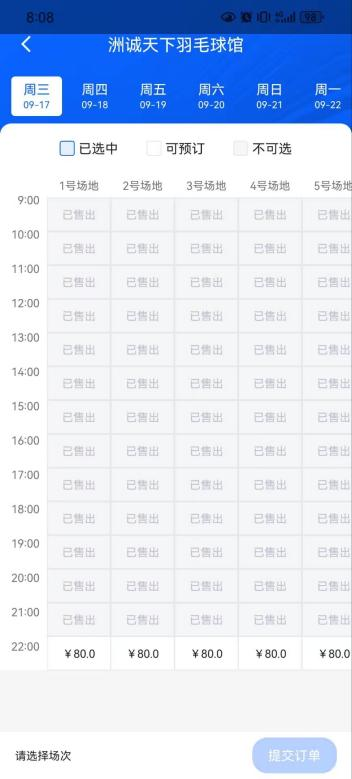 8:08 98
洲诚天下羽毛球馆
周三 周四 周五 周六 周日 周一
09-17 09-18 09-19 09-20 09-21 09-22
已选中 可预订 不可选
1号场地 2号场地 3号场地 4号场地 5号场地
9:00
已售出 已售出 已售出 已售出 已售出
10:00
已售出 已售出 已售出 已售出 已售出
11:00
已售出 已售出 已售出 已售出 已售出
12:00
已售出 已售出 已售出 已售出 已售出
13:00
已售出 已售出 已售出 已售出 已售出
14:00
已售出 已售出 已售出 已售出 已售出
15:00
已售出 已售出 已售出 已售出 已售出
16:00
已售出 已售出 已售出 已售出 已售出
17:00
已售出 已售出 已售出 已售出 已售出
18:00
已售出 已售出 已售出 已售出 已售出
19:00
已售出 已售出 已售出 已售出 已售出
20:00
已售出 已售出 已售出 已售出 已售出
21:00
已售出 已售出 已售出 已售出 已售出
22:00
￥80.0 ￥80.0 ￥80.0 ￥80.0 ￥80.0
请选择场次 提交订单